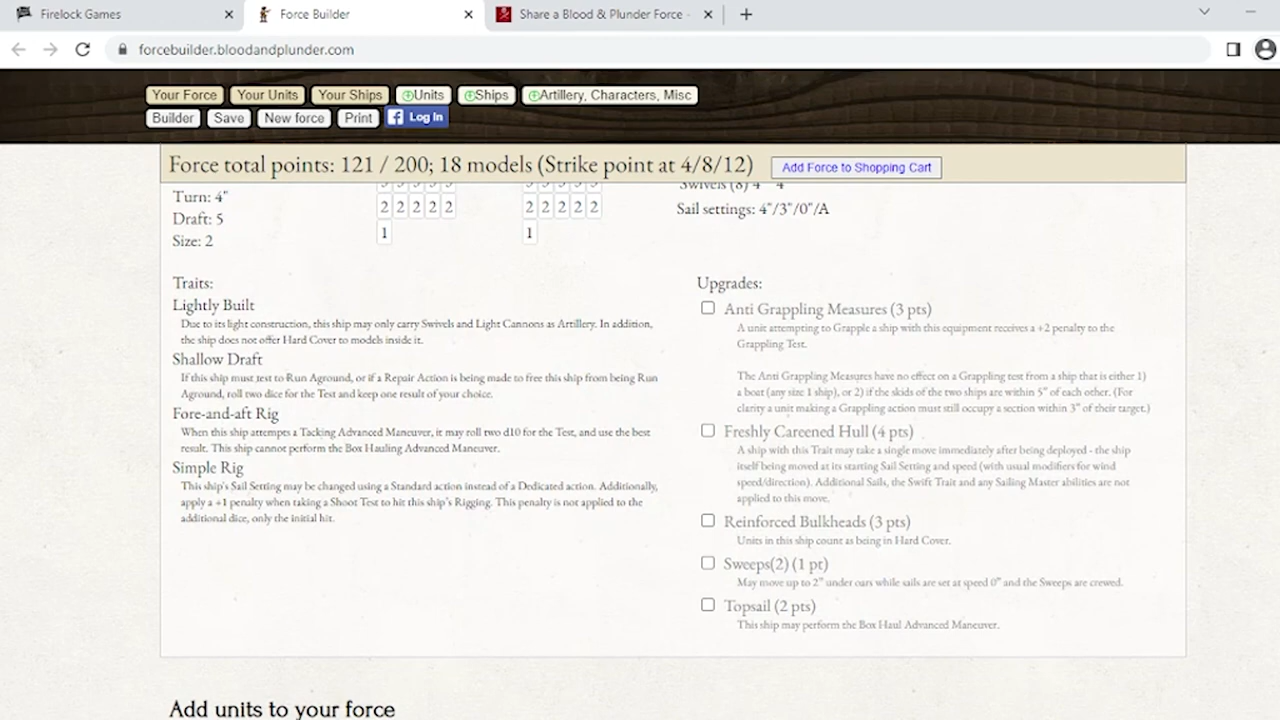 Firelock Games
Force Builder
Share a Blood & Plunder Force -
forcebuilder.bloodandplunder.com
Your Force Your Units Your Ships Units Ships Artillery, Characters, Misc
Builder Save New force Print Log In
Force total points: 121 / 200; 18 models (Strike point at 4/8/12) Add Force to Shopping Cart
Swivels (8) 4 4
Turn: 4"
Draft: 5
Size: 2
2 2 2 2 2
1
2 2 2 2 2
1
Sail settings: 4"/3"/0"/A
Traits:
Lightly Built
Due to its light construction, this ship may only carry Swivels and Light Cannons as Artillery. In addition,
the ship does not offer Hard Cover to models inside it.
Shallow Draft
If this ship must test to Run Aground, or if a Repair Action is being made to free this ship from being Run
Aground, roll two dice for the Test and keep one result of your choice.
Fore-and-aft Rig
When this ship attempts a Tacking Advanced Maneuver, it may roll two d10 for the Test, and use the best
result. This ship cannot perform the Box Hauling Advanced Maneuver.
Simple Rig
This ship's Sail Setting may be changed using a Standard action instead of a Dedicated action. Additionally,
apply a +1 penalty when taking a Shoot Test to hit this ship's Rigging. This penalty is not applied to the
additional dice, only the initial hit.
Upgrades:
Anti Grappling Measures (3 pts)
A unit attempting to Grapple a ship with this equipment receives a +2 penalty to the
Grappling Test.
The Anti Grappling Measures have no effect on a Grappling test from a ship that is either 1)
a boat (any size 1 ship), or 2) if the skids of the two ships are within 5" of each other. (For
clarity a unit making a Grappling action must still occupy a section within 3" of their target.)
Freshly Careened Hull (4 pts)
A ship with this Trait may take a single move immediately after being deployed - the ship
itself being moved at its starting Sail Setting and speed (with usual modifiers for wind
speed/direction). Additional Sails, the Swift Trait and any Sailing Master abilities are not
applied to this move.
Reinforced Bulkheads (3 pts)
Units in this ship count as being in Hard Cover.
Sweeps(2) (1 pt)
May move up to 2" under oars while sails are set at speed 0" and the Sweeps are crewed.
Topsail (2 pts)
This ship may perform the Box Haul Advanced Maneuver.
Add units to your force